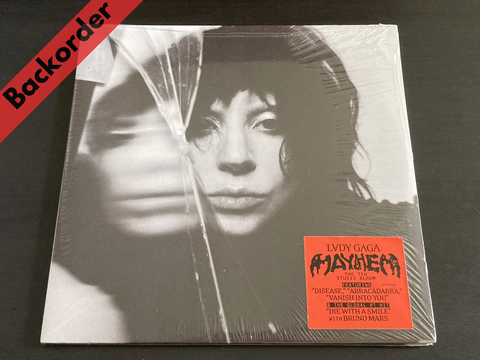 Backorder
LVDY GAGA
MAYHEM
THE 7TH
STUDIO ALBUM
FEATURING
"DISEASE," "ABRACADABRA,"
"VANISH INTO YOU"
& THE GLOBAL #1 HIT
"DIE WITH A SMILE"
WITH BRUNO MARS.